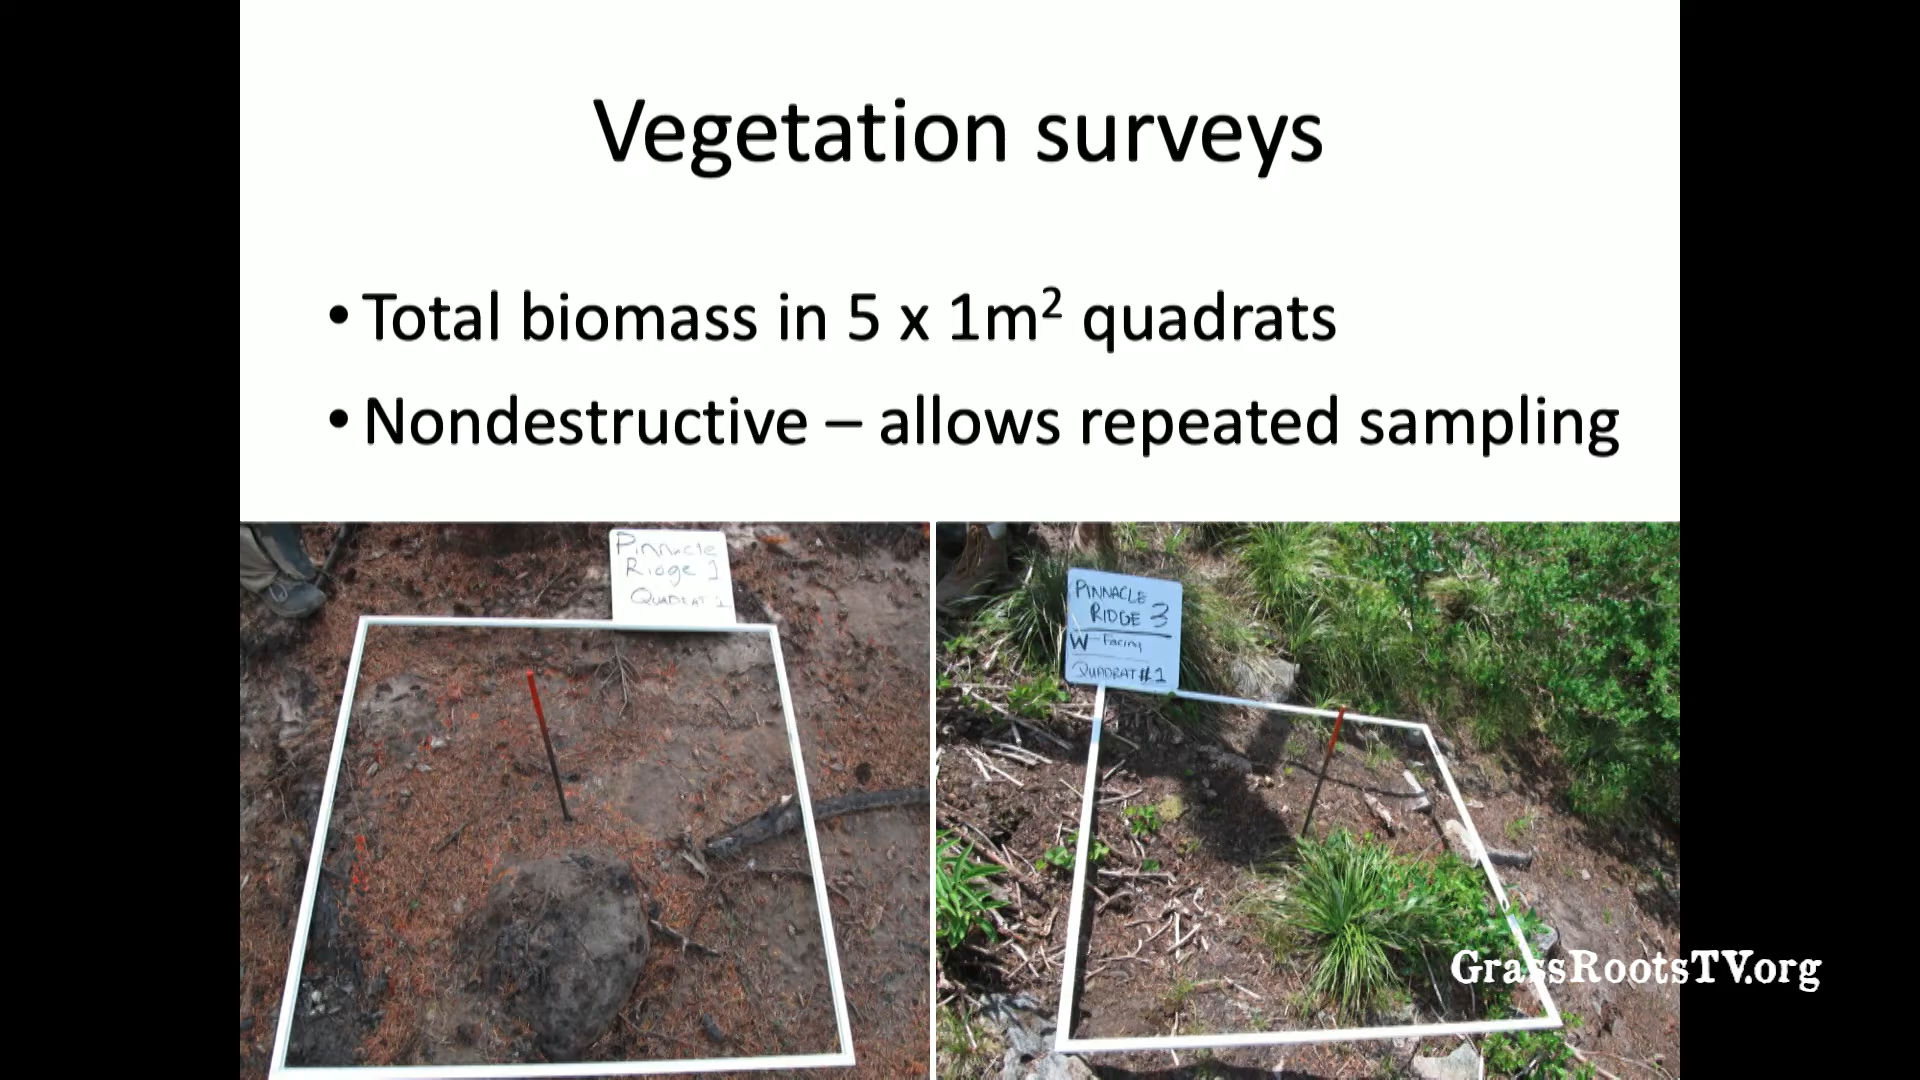 Vegetation surveys
• Total biomass in 5 x 1m² quadrats
• Nondestructive – allows repeated sampling
Pinnacle
Ridge 1
QUADRAT 1
PINNACLE
RIDGE 3
W-Facing
QUADRAT #1
GrassRootsTV.org